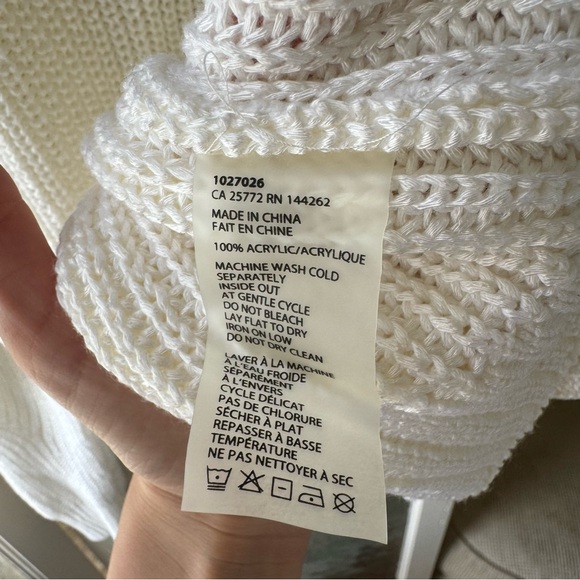 1027026
CA 25772 RN 144262
MADE IN CHINA
FAIT EN CHINE
100% ACRYLIC/ACRYLIQUE
MACHINE WASH COLD
SEPARATELY
INSIDE OUT
AT GENTLE CYCLE
DO NOT BLEACH
LAY FLAT TO DRY
IRON ON LOW
DO NOT DRY CLEAN
LAVER À LA MACHINE
À L'EAU FROIDE
SÉPARÉMENT
À L'ENVERS
CYCLE DÉLICAT
PAS DE CHLORURE
SÉCHER À PLAT
REPASSER À BASSE
TEMPÉRATURE
NE PAS NETTOYER À SEC